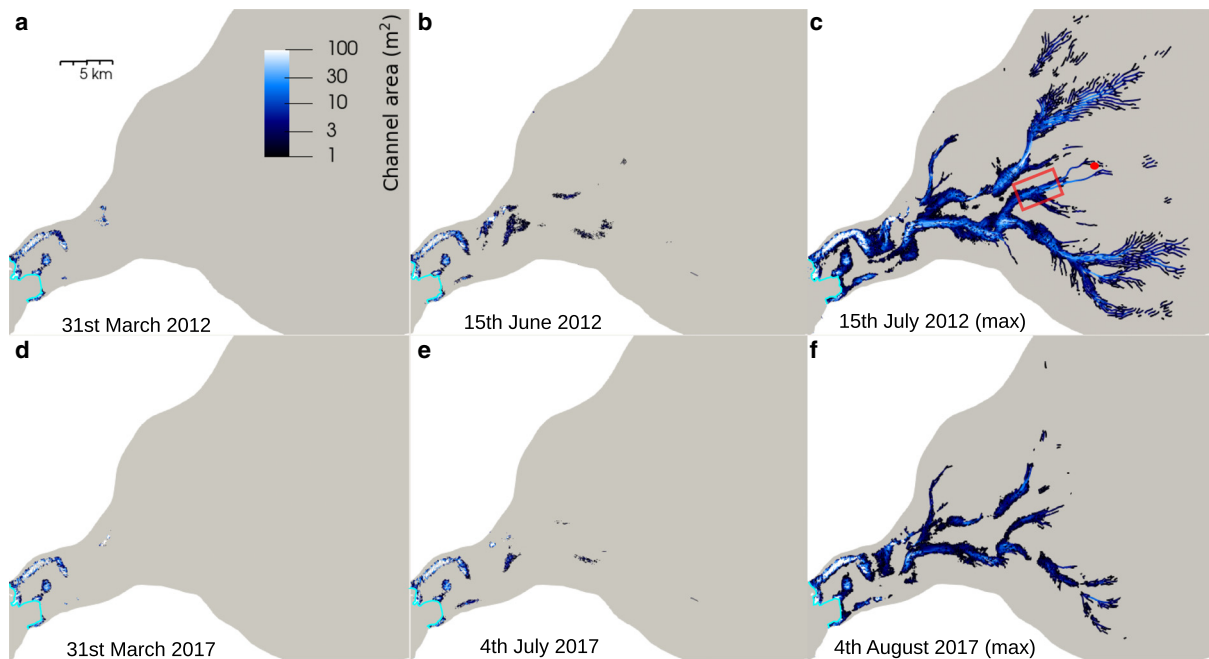 a
5 km
100
30
10
3
1
Channel area (m²)
31st March 2012
b
15th June 2012
c
15th July 2012 (max)
d
31st March 2017
e
4th July 2017
f
4th August 2017 (max)